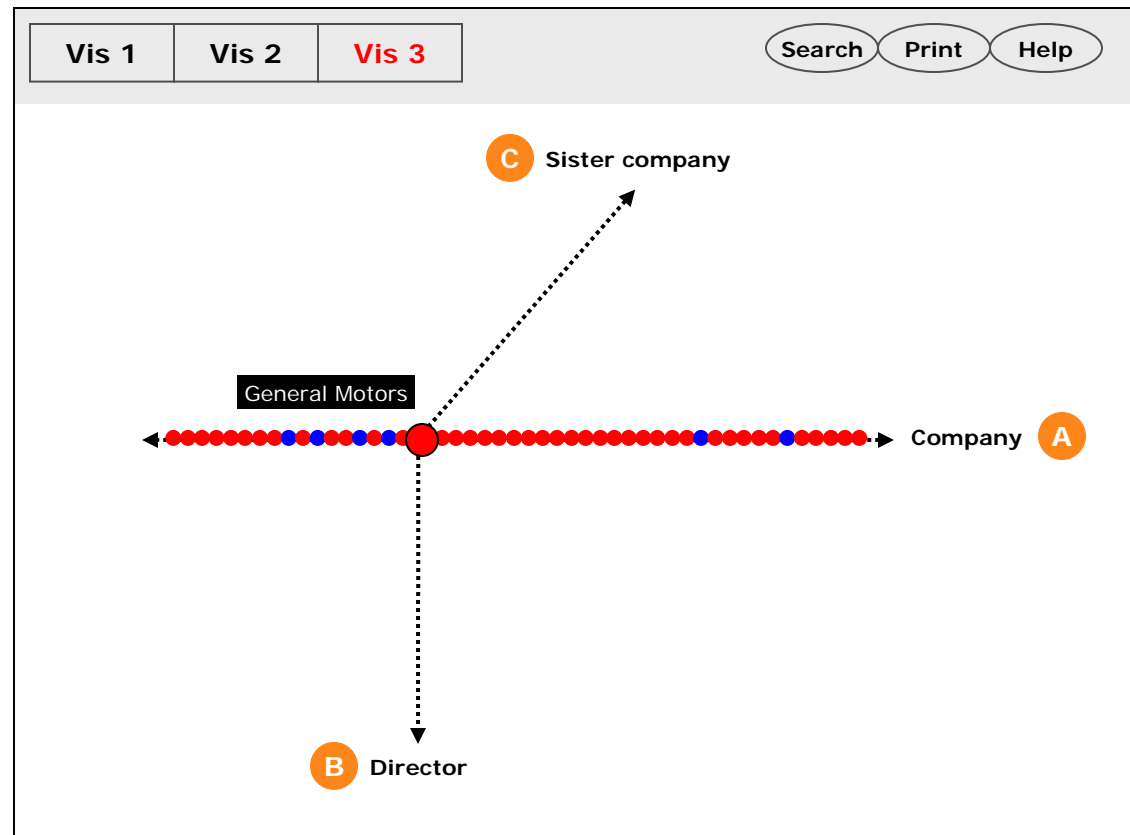 Vis 1 Vis 2 Vis 3 Search Print Help
C Sister company
General Motors
Company A
B Director